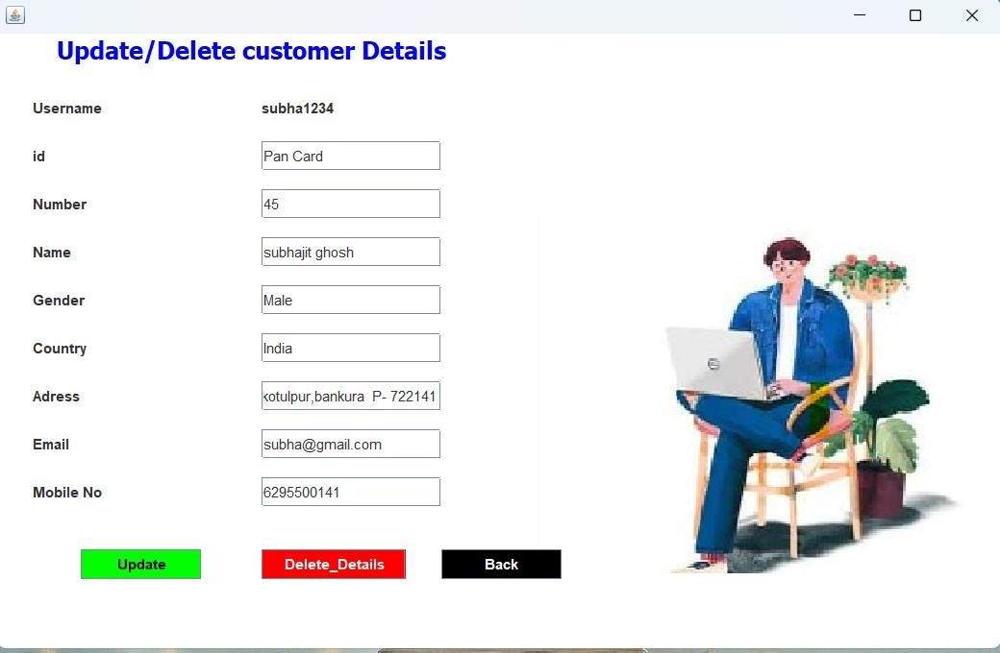 Update/Delete customer Details
Username subha1234
id Pan Card
Number 45
Name subhajit ghosh
Gender Male
Country India
Adress kotulpur,bankura P- 722141
Email subha@gmail.com
Mobile No 6295500141
Update Delete_Details Back